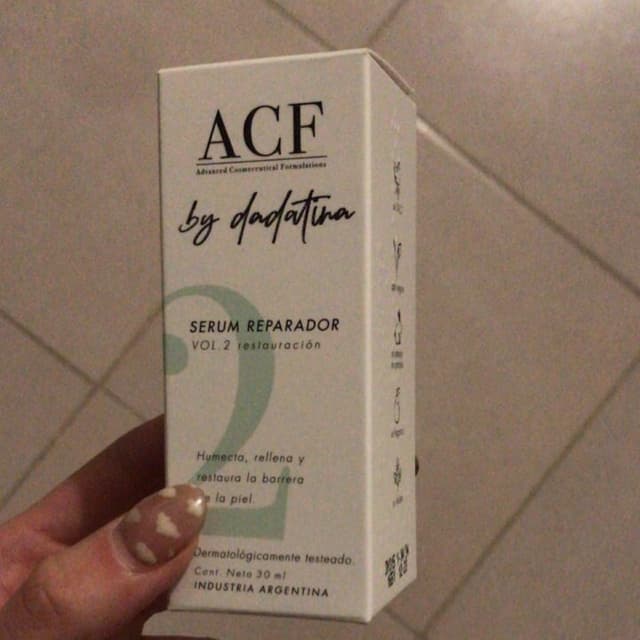 ACF
Advanced Cosmeceutical Formulations
by dadatina
2
SERUM REPARADOR
VOL.2 restauración
Humecta, rellena y
restaura la barrera
de la piel.
Dermatológicamente testeado.
Cont. Neto 30 ml
INDUSTRIA ARGENTINA